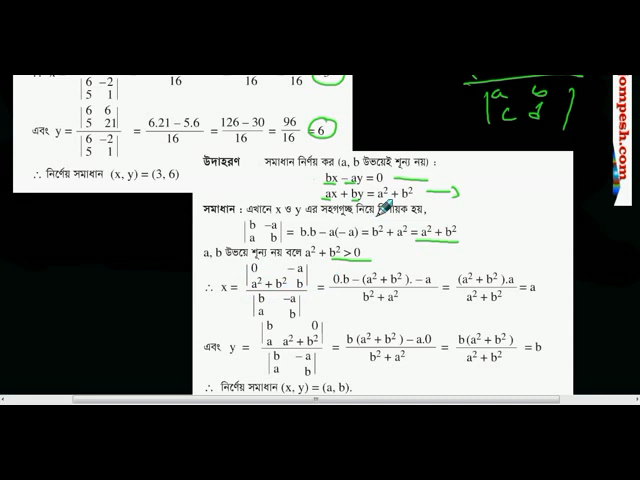 |6 -2|
|5 1| 16 16 16
এবং y = |6 6| |5 21| / |6 -2| |5 1| = 6.21 – 5.6 / 16 = 126 – 30 / 16 = 96 / 16 = 6
∴ নির্ণেয় সমাধান (x, y) = (3, 6)
|a b|
|c d|
ompesh.com
উদাহরণ সমাধান নির্ণয় কর (a, b উভয়েই শূন্য নয়) :
bx – ay = 0
ax + by = a² + b²
সমাধান : এখানে x ও y এর সহগগুচ্ছ নিয়ে হয়,
|b –a| |a b| = b.b – a(– a) = b² + a² = a² + b²
a, b উভয়ে শূন্য নয় বলে a² + b² > 0
∴ x = |0 – a| |a² + b² b| / |b –a| |a b| = 0.b – (a² + b²). – a / b² + a² = (a² + b²).a / a² + b² = a
এবং y = |b 0| |a a² + b²| / |b – a| |a b| = b (a² + b²) – a.0 / b² + a² = b(a² + b²) / a² + b² = b
∴ নির্ণেয় সমাধান (x, y) = (a, b).